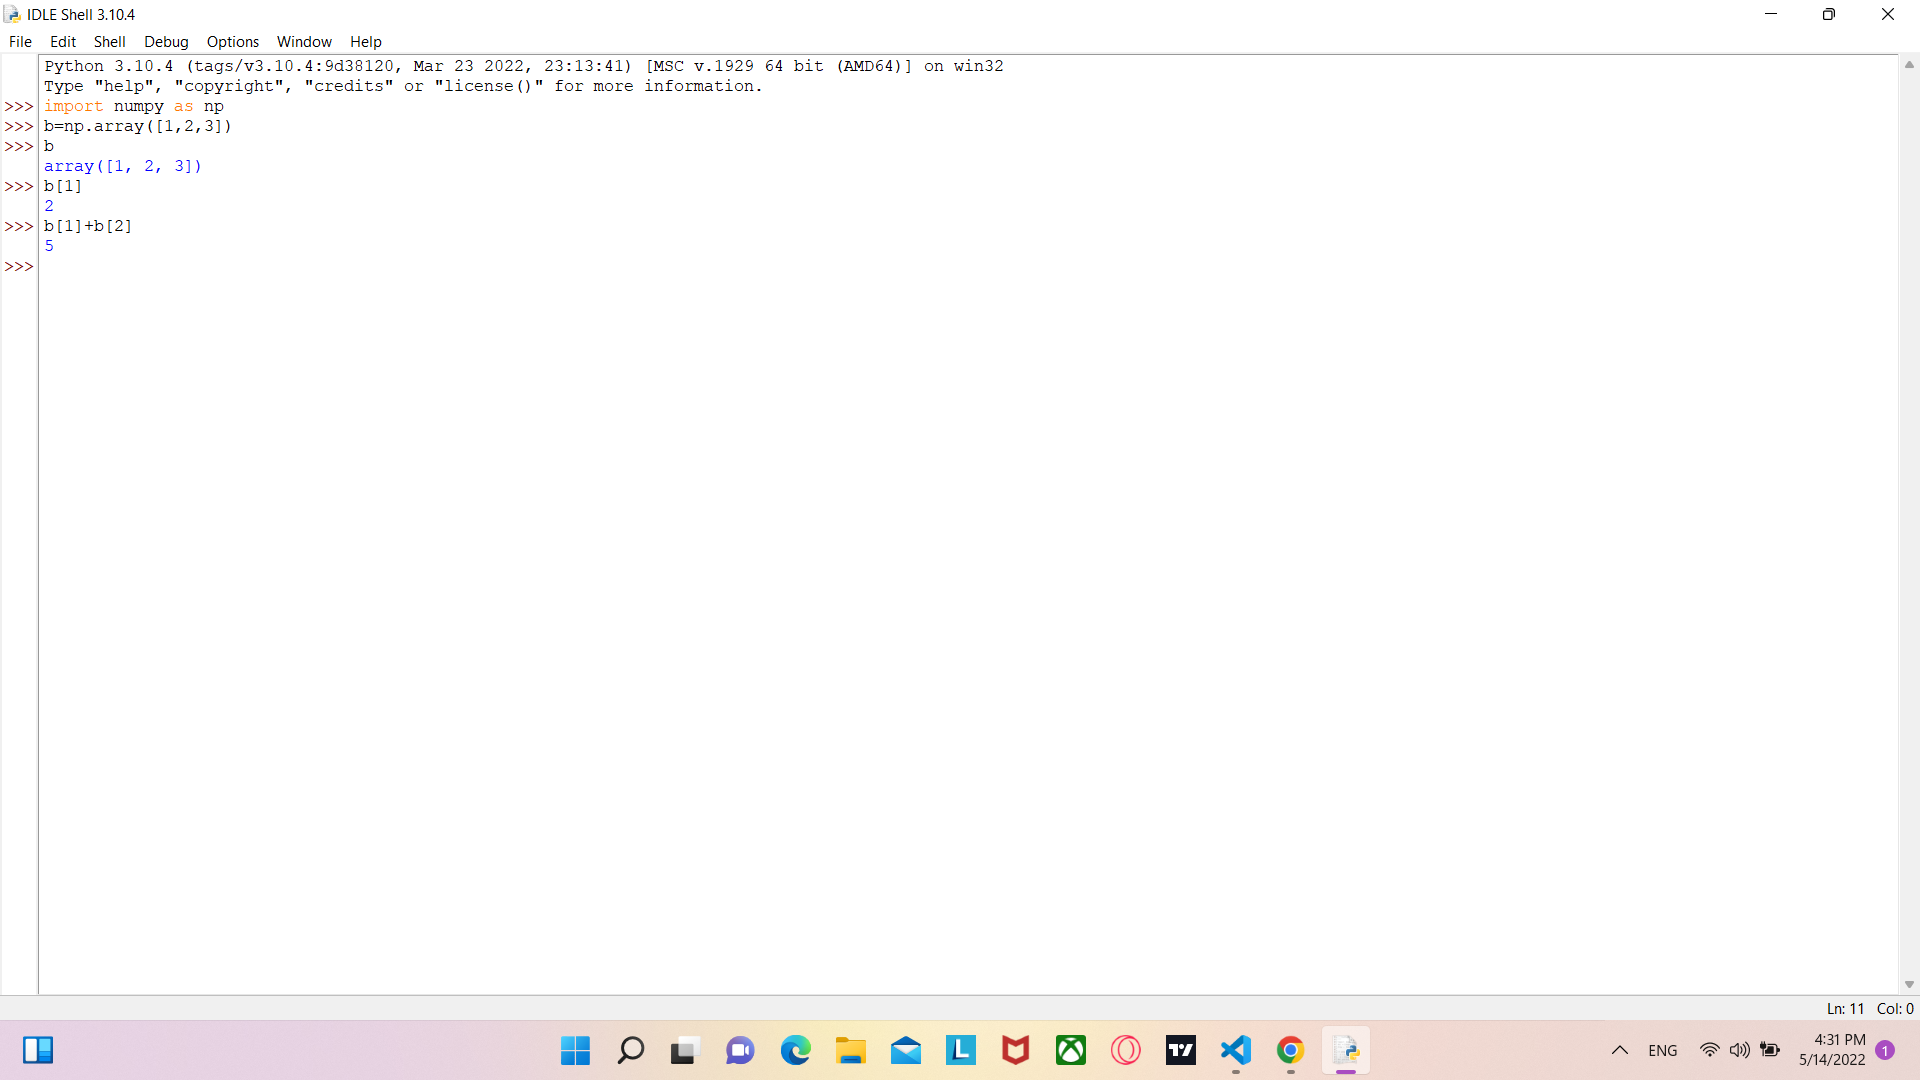 IDLE Shell 3.10.4
File Edit Shell Debug Options Window Help
Python 3.10.4 (tags/v3.10.4:9d38120, Mar 23 2022, 23:13:41) [MSC v.1929 64 bit (AMD64)] on win32
Type "help", "copyright", "credits" or "license()" for more information.
>>> import numpy as np
>>> b=np.array([1,2,3])
>>> b
array([1, 2, 3])
>>> b[1]
2
>>> b[1]+b[2]
5
>>>
Ln: 11 Col: 0
L
ENG
4:31 PM
5/14/2022
1